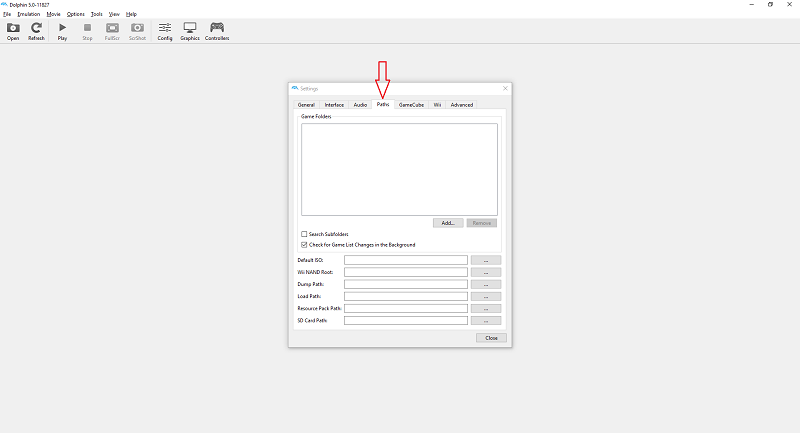 Dolphin 5.0-11827
File Emulation Movie Options Tools View Help
Open Refresh Play Stop FullScr ScrShot Config Graphics Controllers
Settings
General Interface Audio Paths GameCube Wii Advanced
Game Folders
Add... Remove
Search Subfolders
Check for Game List Changes in the Background
Default ISO: ...
Wii NAND Root: ...
Dump Path: ...
Load Path: ...
Resource Pack Path: ...
SD Card Path: ...
Close